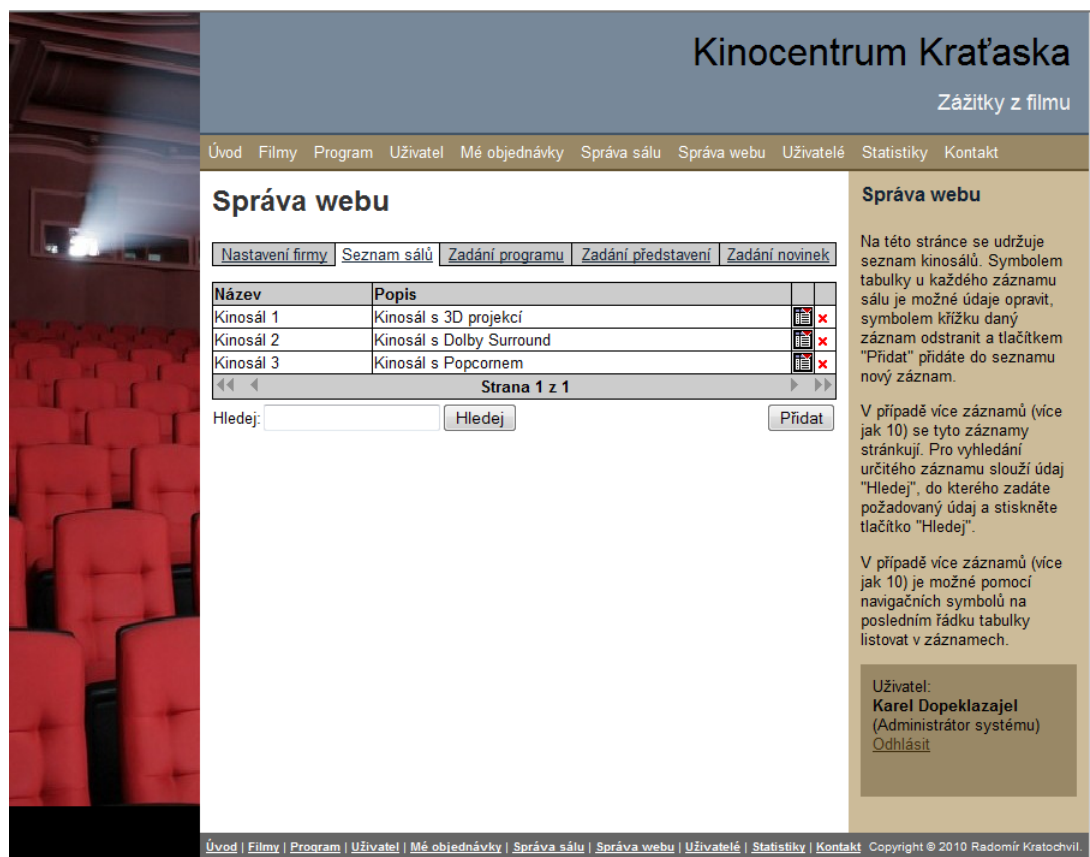 Kinocentrum Kraťaska
Zážitky z filmu
Úvod Filmy Program Uživatel Mé objednávky Správa sálu Správa webu Uživatelé Statistiky Kontakt
Správa webu
Nastavení firmy Seznam sálů Zadání programu Zadání představení Zadání novinek
Název Popis
Kinosál 1 Kinosál s 3D projekcí
Kinosál 2 Kinosál s Dolby Surround
Kinosál 3 Kinosál s Popcornem
Strana 1 z 1
Hledej: Hledej Přidat
Správa webu
Na této stránce se udržuje
seznam kinosálů. Symbolem
tabulky u každého záznamu
sálu je možné údaje opravit,
symbolem křížku daný
záznam odstranit a tlačítkem
"Přidat" přidáte do seznamu
nový záznam.
V případě více záznamů (více
jak 10) se tyto záznamy
stránkují. Pro vyhledání
určitého záznamu slouží údaj
"Hledej", do kterého zadáte
požadovaný údaj a stiskněte
tlačítko "Hledej".
V případě více záznamů (více
jak 10) je možné pomocí
navigačních symbolů na
posledním řádku tabulky
listovat v záznamech.
Uživatel:
Karel Dopeklazajel
(Administrátor systému)
Odhlásit
Úvod | Filmy | Program | Uživatel | Mé objednávky | Správa sálu | Správa webu | Uživatelé | Statistiky | Kontakt Copyright © 2010 Radomír Kratochvil.